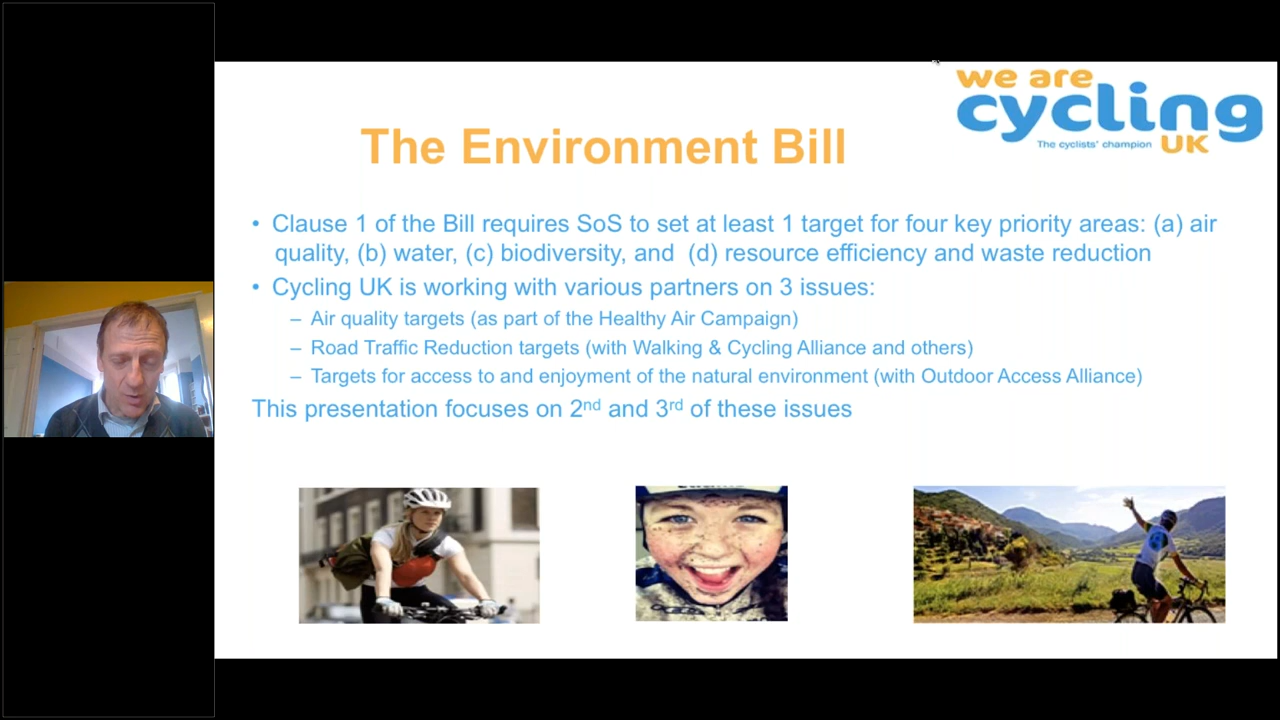 we are
cycling
The cyclists' champion UK
The Environment Bill
• Clause 1 of the Bill requires SoS to set at least 1 target for four key priority areas: (a) air
quality, (b) water, (c) biodiversity, and (d) resource efficiency and waste reduction
• Cycling UK is working with various partners on 3 issues:
– Air quality targets (as part of the Healthy Air Campaign)
– Road Traffic Reduction targets (with Walking & Cycling Alliance and others)
– Targets for access to and enjoyment of the natural environment (with Outdoor Access Alliance)
This presentation focuses on 2nd and 3rd of these issues